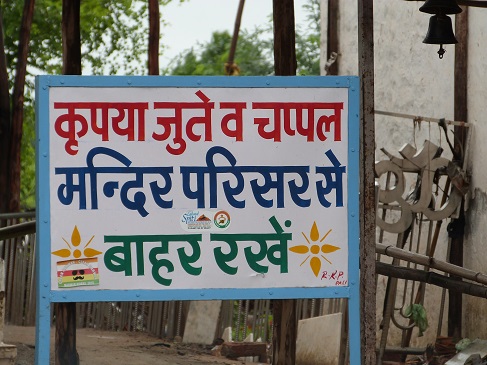 कृपया जुते व चप्पल
मन्दिर परिसर से
बाहर रखें
R.K.P.